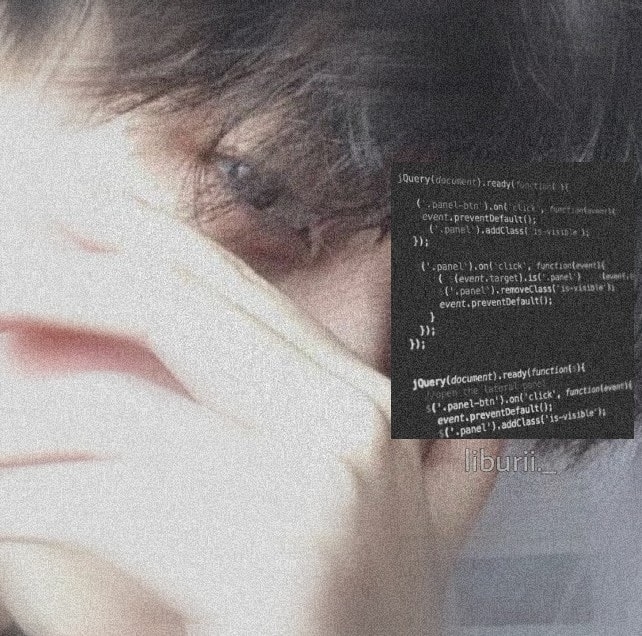 jQuery(document).ready(function( ){
('.panel-btn').on('click', function(event){
event.preventDefault();
('.panel').addClass('is-visible');
});
('.panel').on('click', function(event){
( (event.target).is('.panel')
$('.panel').removeClass('is-visible');
event.preventDefault();
}
});
});
jQuery(document).ready(function(){
//open the lateral panel
$('.panel-btn').on('click', function(event){
event.preventDefault();
$('.panel').addClass('is-visible');
liburii._